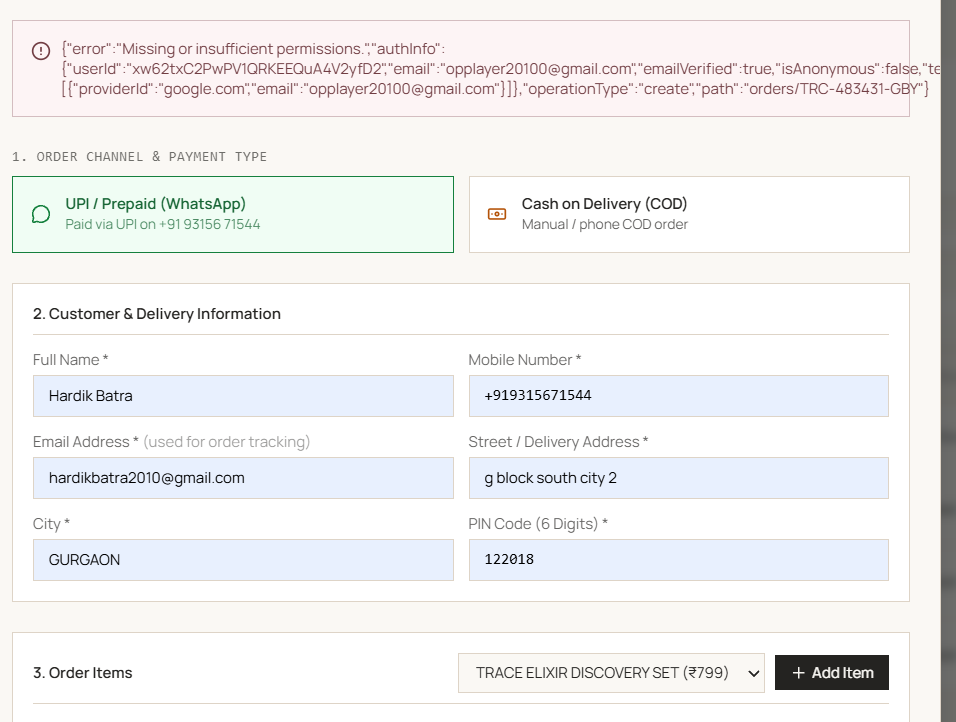 {"error":"Missing or insufficient permissions.","authInfo":
{"userId":"xw62txC2PwPV1QRKEEQuA4V2yfD2","email":"opplayer20100@gmail.com","emailVerified":true,"isAnonymous":false,"te
[{"providerId":"google.com","email":"opplayer20100@gmail.com"}]},"operationType":"create","path":"orders/TRC-483431-GBY"}
1. ORDER CHANNEL & PAYMENT TYPE
UPI / Prepaid (WhatsApp)
Paid via UPI on +91 93156 71544
Cash on Delivery (COD)
Manual / phone COD order
2. Customer & Delivery Information
Full Name *
Mobile Number *
Hardik Batra
+919315671544
Email Address * (used for order tracking)
Street / Delivery Address *
hardikbatra2010@gmail.com
g block south city 2
City *
PIN Code (6 Digits) *
GURGAON
122018
3. Order Items
TRACE ELIXIR DISCOVERY SET (₹799)
+ Add Item